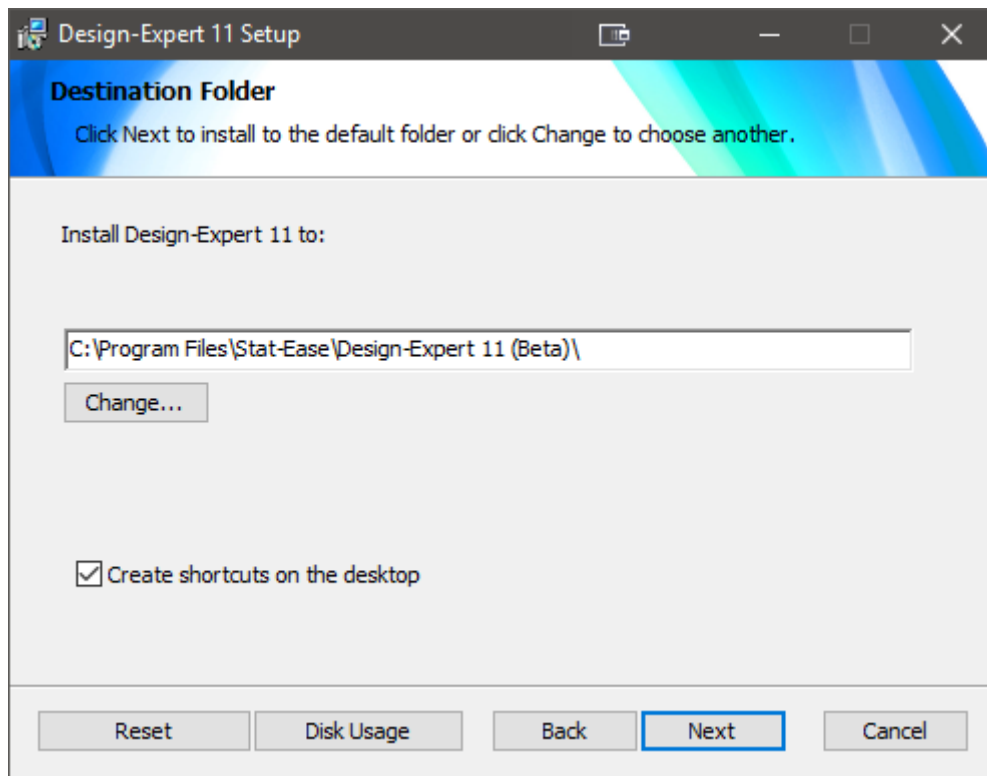 Design-Expert 11 Setup
Destination Folder
Click Next to install to the default folder or click Change to choose another.
Install Design-Expert 11 to:
C:\Program Files\Stat-Ease\Design-Expert 11 (Beta)\
Change...
Create shortcuts on the desktop
Reset Disk Usage Back Next Cancel